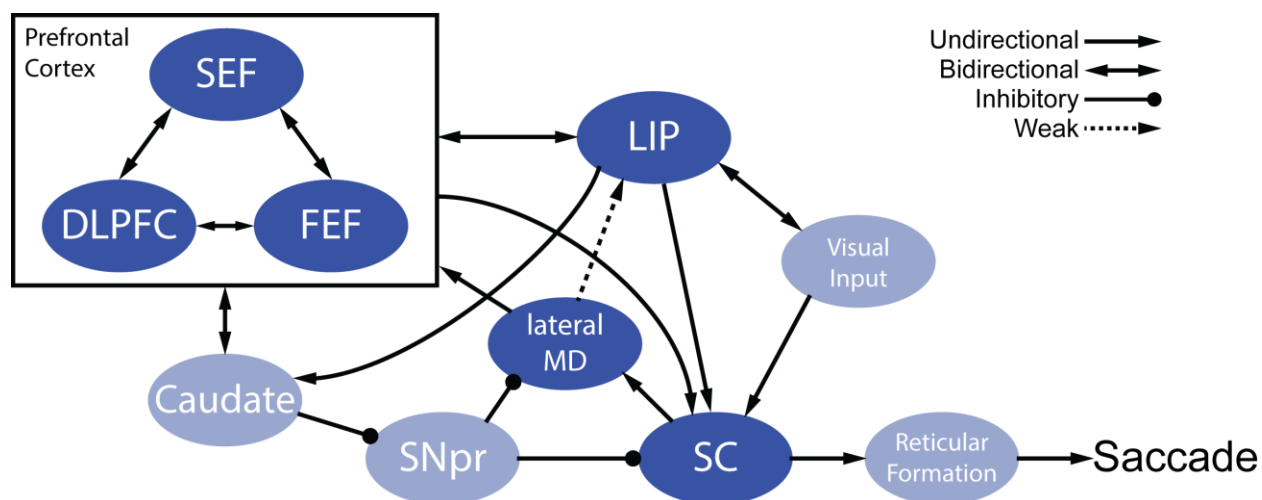 Prefrontal
Cortex
SEF
DLPFC
FEF
LIP
Undirectional
Bidirectional
Inhibitory
Weak
Visual
Input
lateral
MD
Caudate
SNpr
SC
Reticular
Formation
Saccade